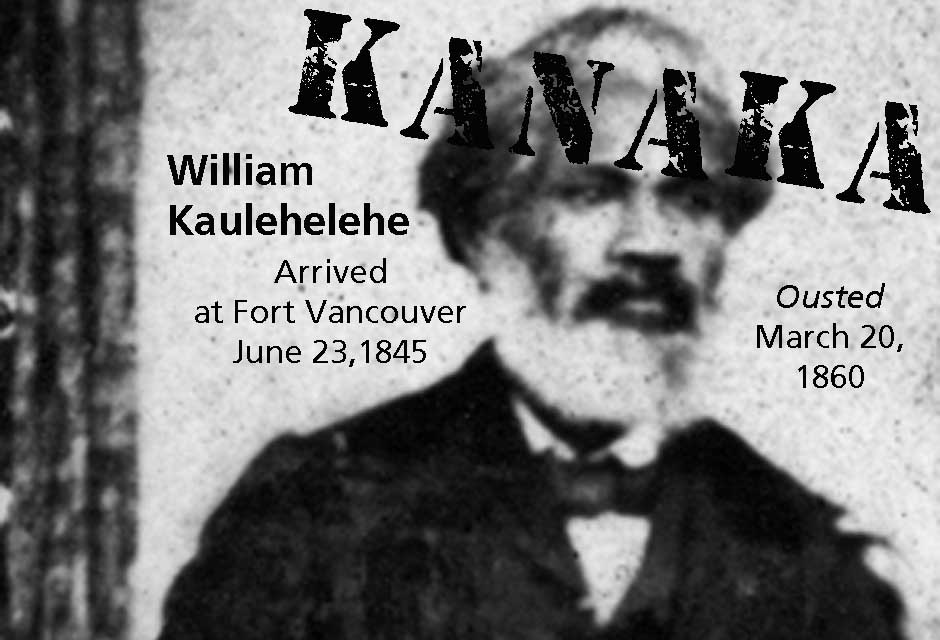 KANAKA
William
Kaulehelehe
Arrived
at Fort Vancouver
June 23,1845
Ousted
March 20,
1860